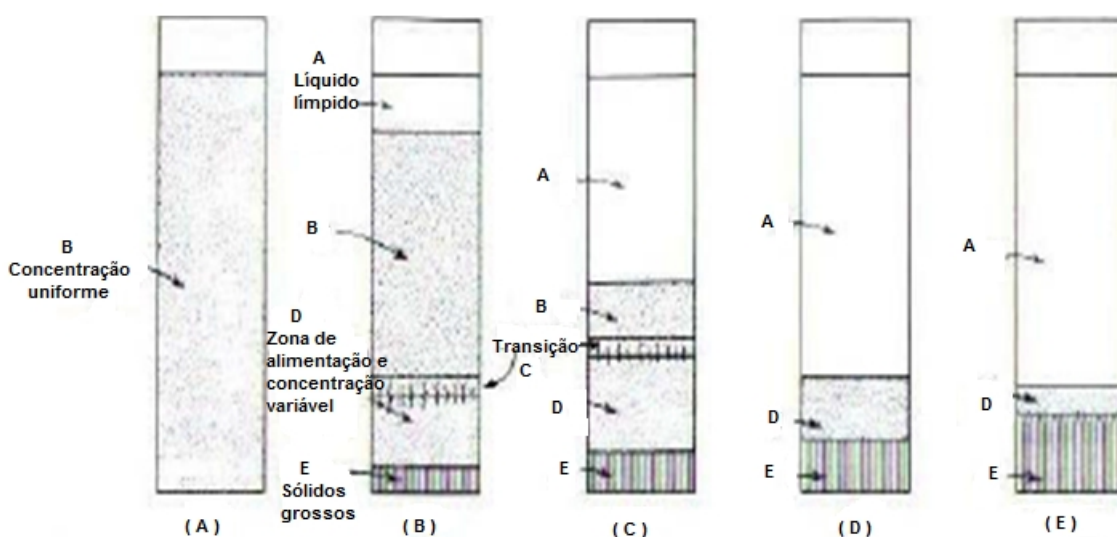 A
Líquido
límpido
B
Concentração
uniforme
B
D
Zona de
alimentação e
concentração
variável
E
Sólidos
grossos
A
B
Transição
C
D
E
A
D
E
A
D
E
( A )
( B )
( C )
( D )
( E )